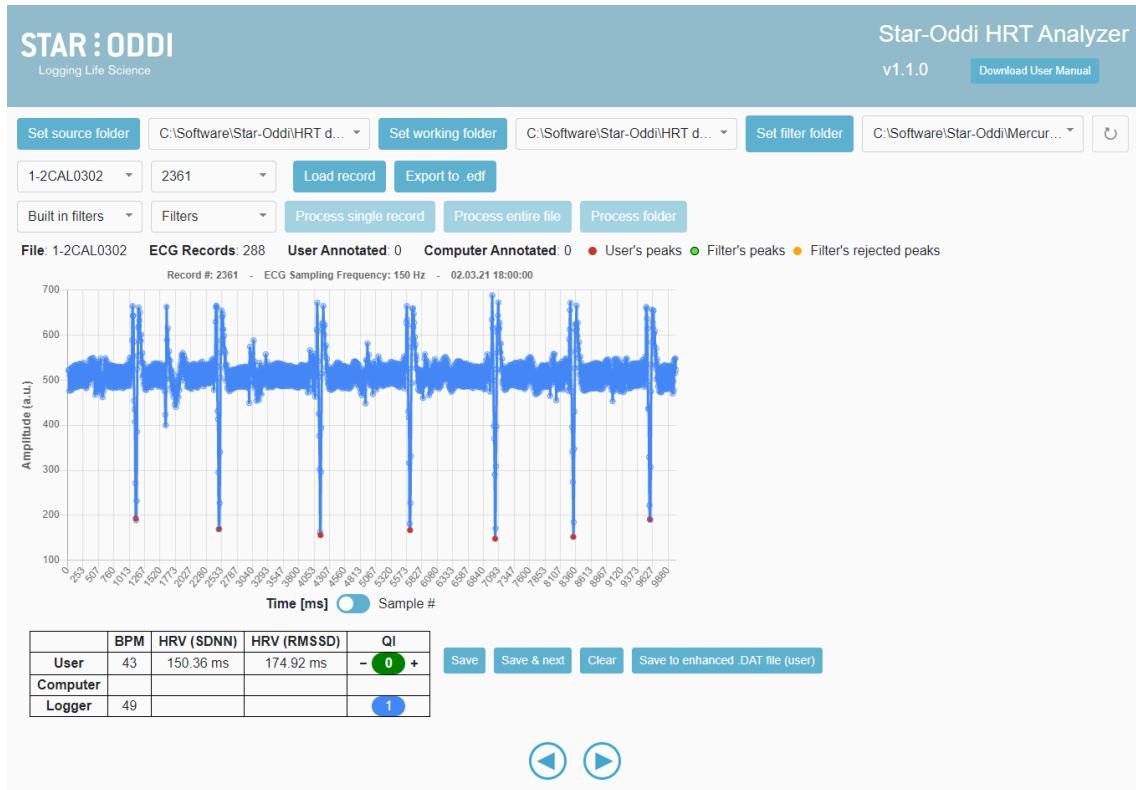 STAR ODDI
Logging Life Science
Star-Oddi HRT Analyzer
v1.1.0 Download User Manual
Set source folder C:\Software\Star-Oddi\HRT d... Set working folder C:\Software\Star-Oddi\HRT d... Set filter folder C:\Software\Star-Oddi\Mercur...
1-2CAL0302 2361 Load record Export to .edf
Built in filters Filters Process single record Process entire file Process folder
File: 1-2CAL0302 ECG Records: 288 User Annotated: 0 Computer Annotated: 0 User's peaks Filter's peaks Filter's rejected peaks
Record #: 2361 - ECG Sampling Frequency: 150 Hz - 02.03.21 18:00:00
700
600
500
400
300
200
100
Amplitude (a.u.)
0 253 507 760 1013 1267 1520 1773 2027 2280 2533 2787 3040 3293 3547 3800 4053 4307 4560 4813 5067 5320 5573 5827 6080 6333 6587 6840 7093 7347 7600 7853 8107 8360 8613 8867 9120 9373 9627 9880
Time [ms] Sample #
BPM HRV (SDNN) HRV (RMSSD) QI
User 43 150.36 ms 174.92 ms - 0 + Save Save & next Clear Save to enhanced .DAT file (user)
Computer
Logger 49 1